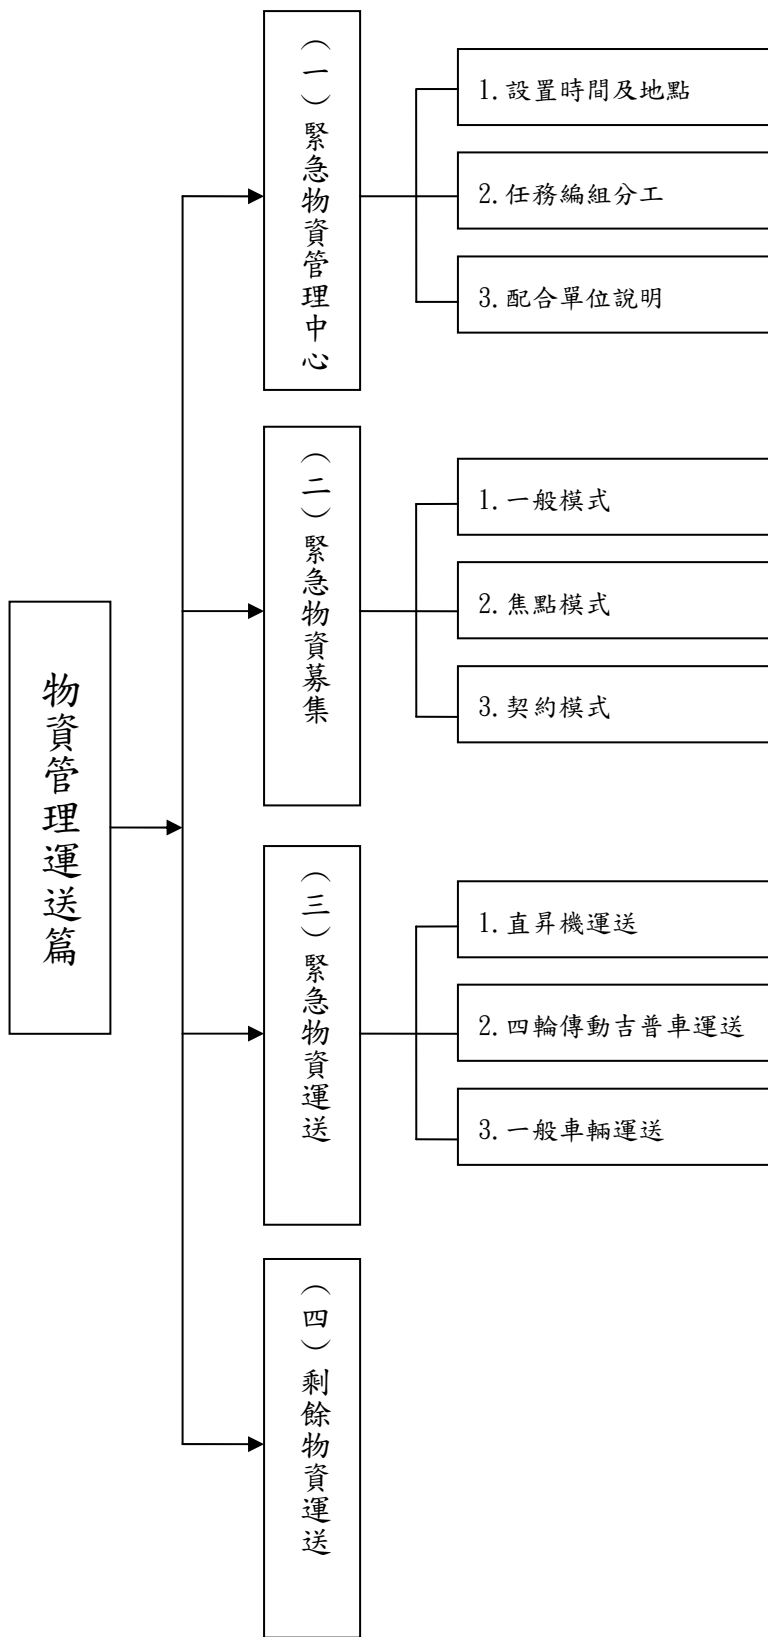 物資管理運送篇
（一）緊急物資管理中心
1.設置時間及地點
2.任務編組分工
3.配合單位說明
（二）緊急物資募集
1.一般模式
2.焦點模式
3.契約模式
（三）緊急物資運送
1.直昇機運送
2.四輪傳動吉普車運送
3.一般車輛運送
（四）剩餘物資運送